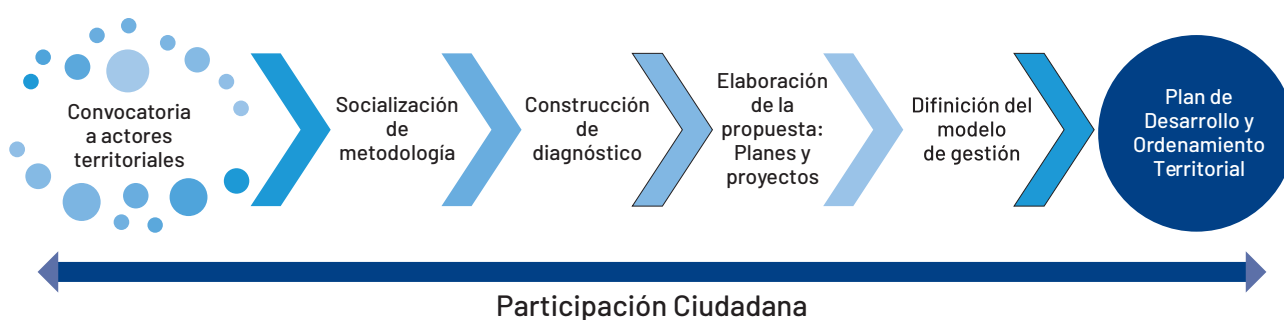 Convocatoria
a actores
territoriales
Socialización
de
metodología
Construcción
de
diagnóstico
Elaboración
de la
propuesta:
Planes y
proyectos
Difinición del
modelo
de gestión
Plan de
Desarrollo y
Ordenamiento
Territorial
Participación Ciudadana